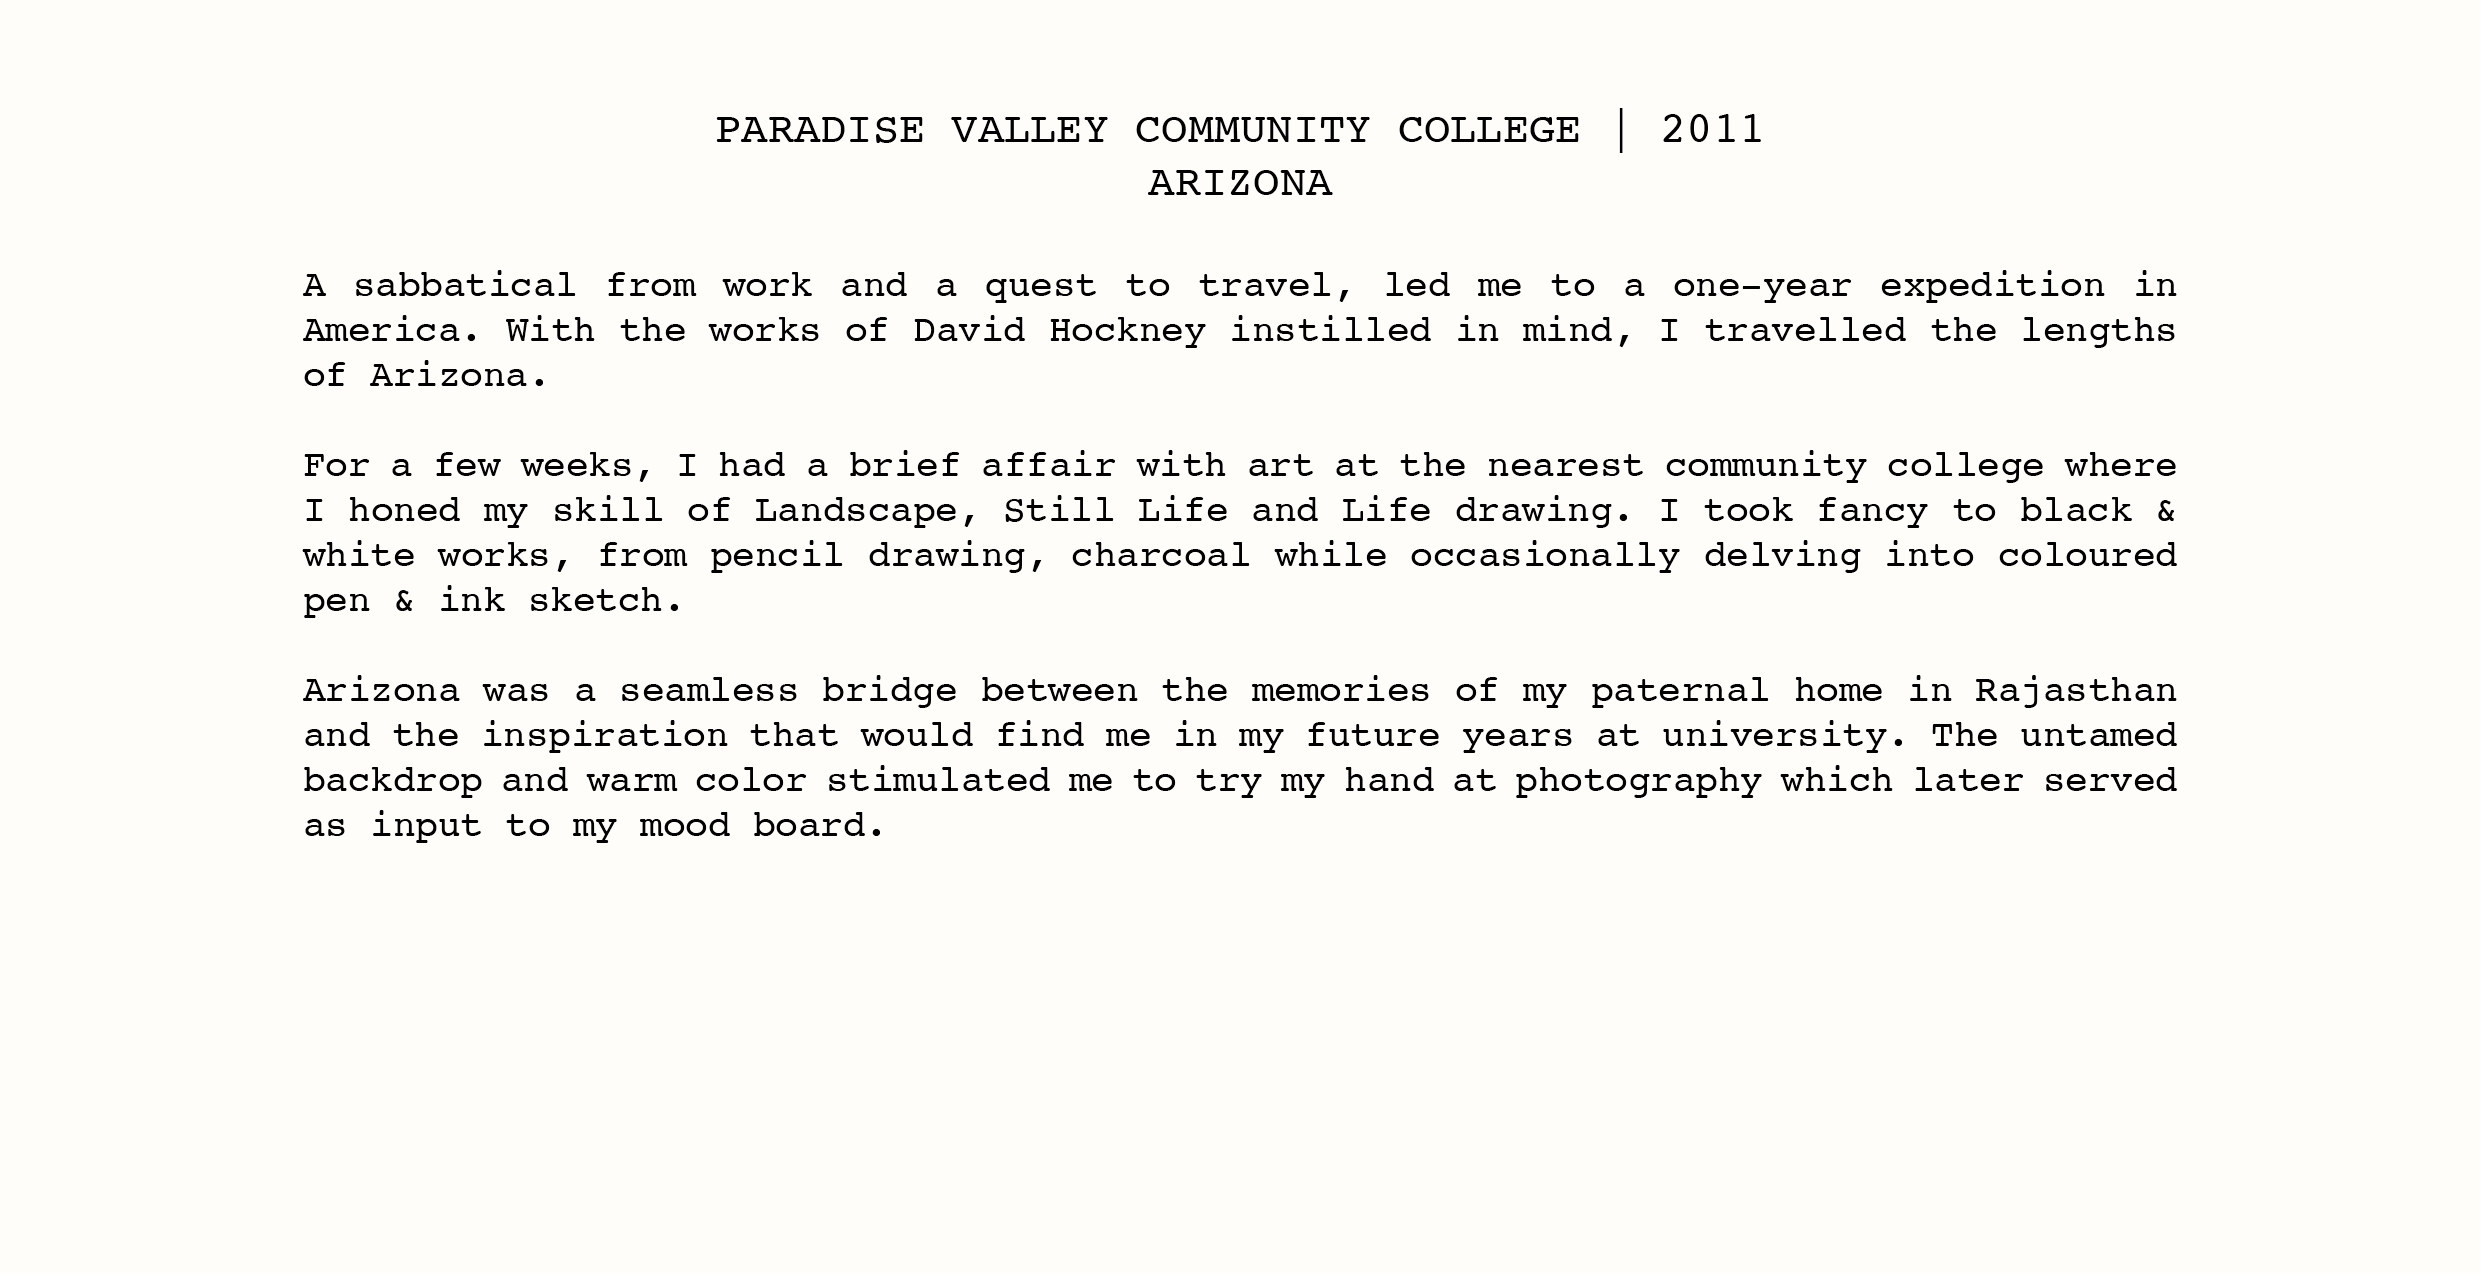 PARADISE VALLEY COMMUNITY COLLEGE | 2011
ARIZONA
A sabbatical from work and a quest to travel, led me to a one-year expedition in
America. With the works of David Hockney instilled in mind, I travelled the lengths
of Arizona.
For a few weeks, I had a brief affair with art at the nearest community college where
I honed my skill of Landscape, Still Life and Life drawing. I took fancy to black &
white works, from pencil drawing, charcoal while occasionally delving into coloured
pen & ink sketch.
Arizona was a seamless bridge between the memories of my paternal home in Rajasthan
and the inspiration that would find me in my future years at university. The untamed
backdrop and warm color stimulated me to try my hand at photography which later served
as input to my mood board.